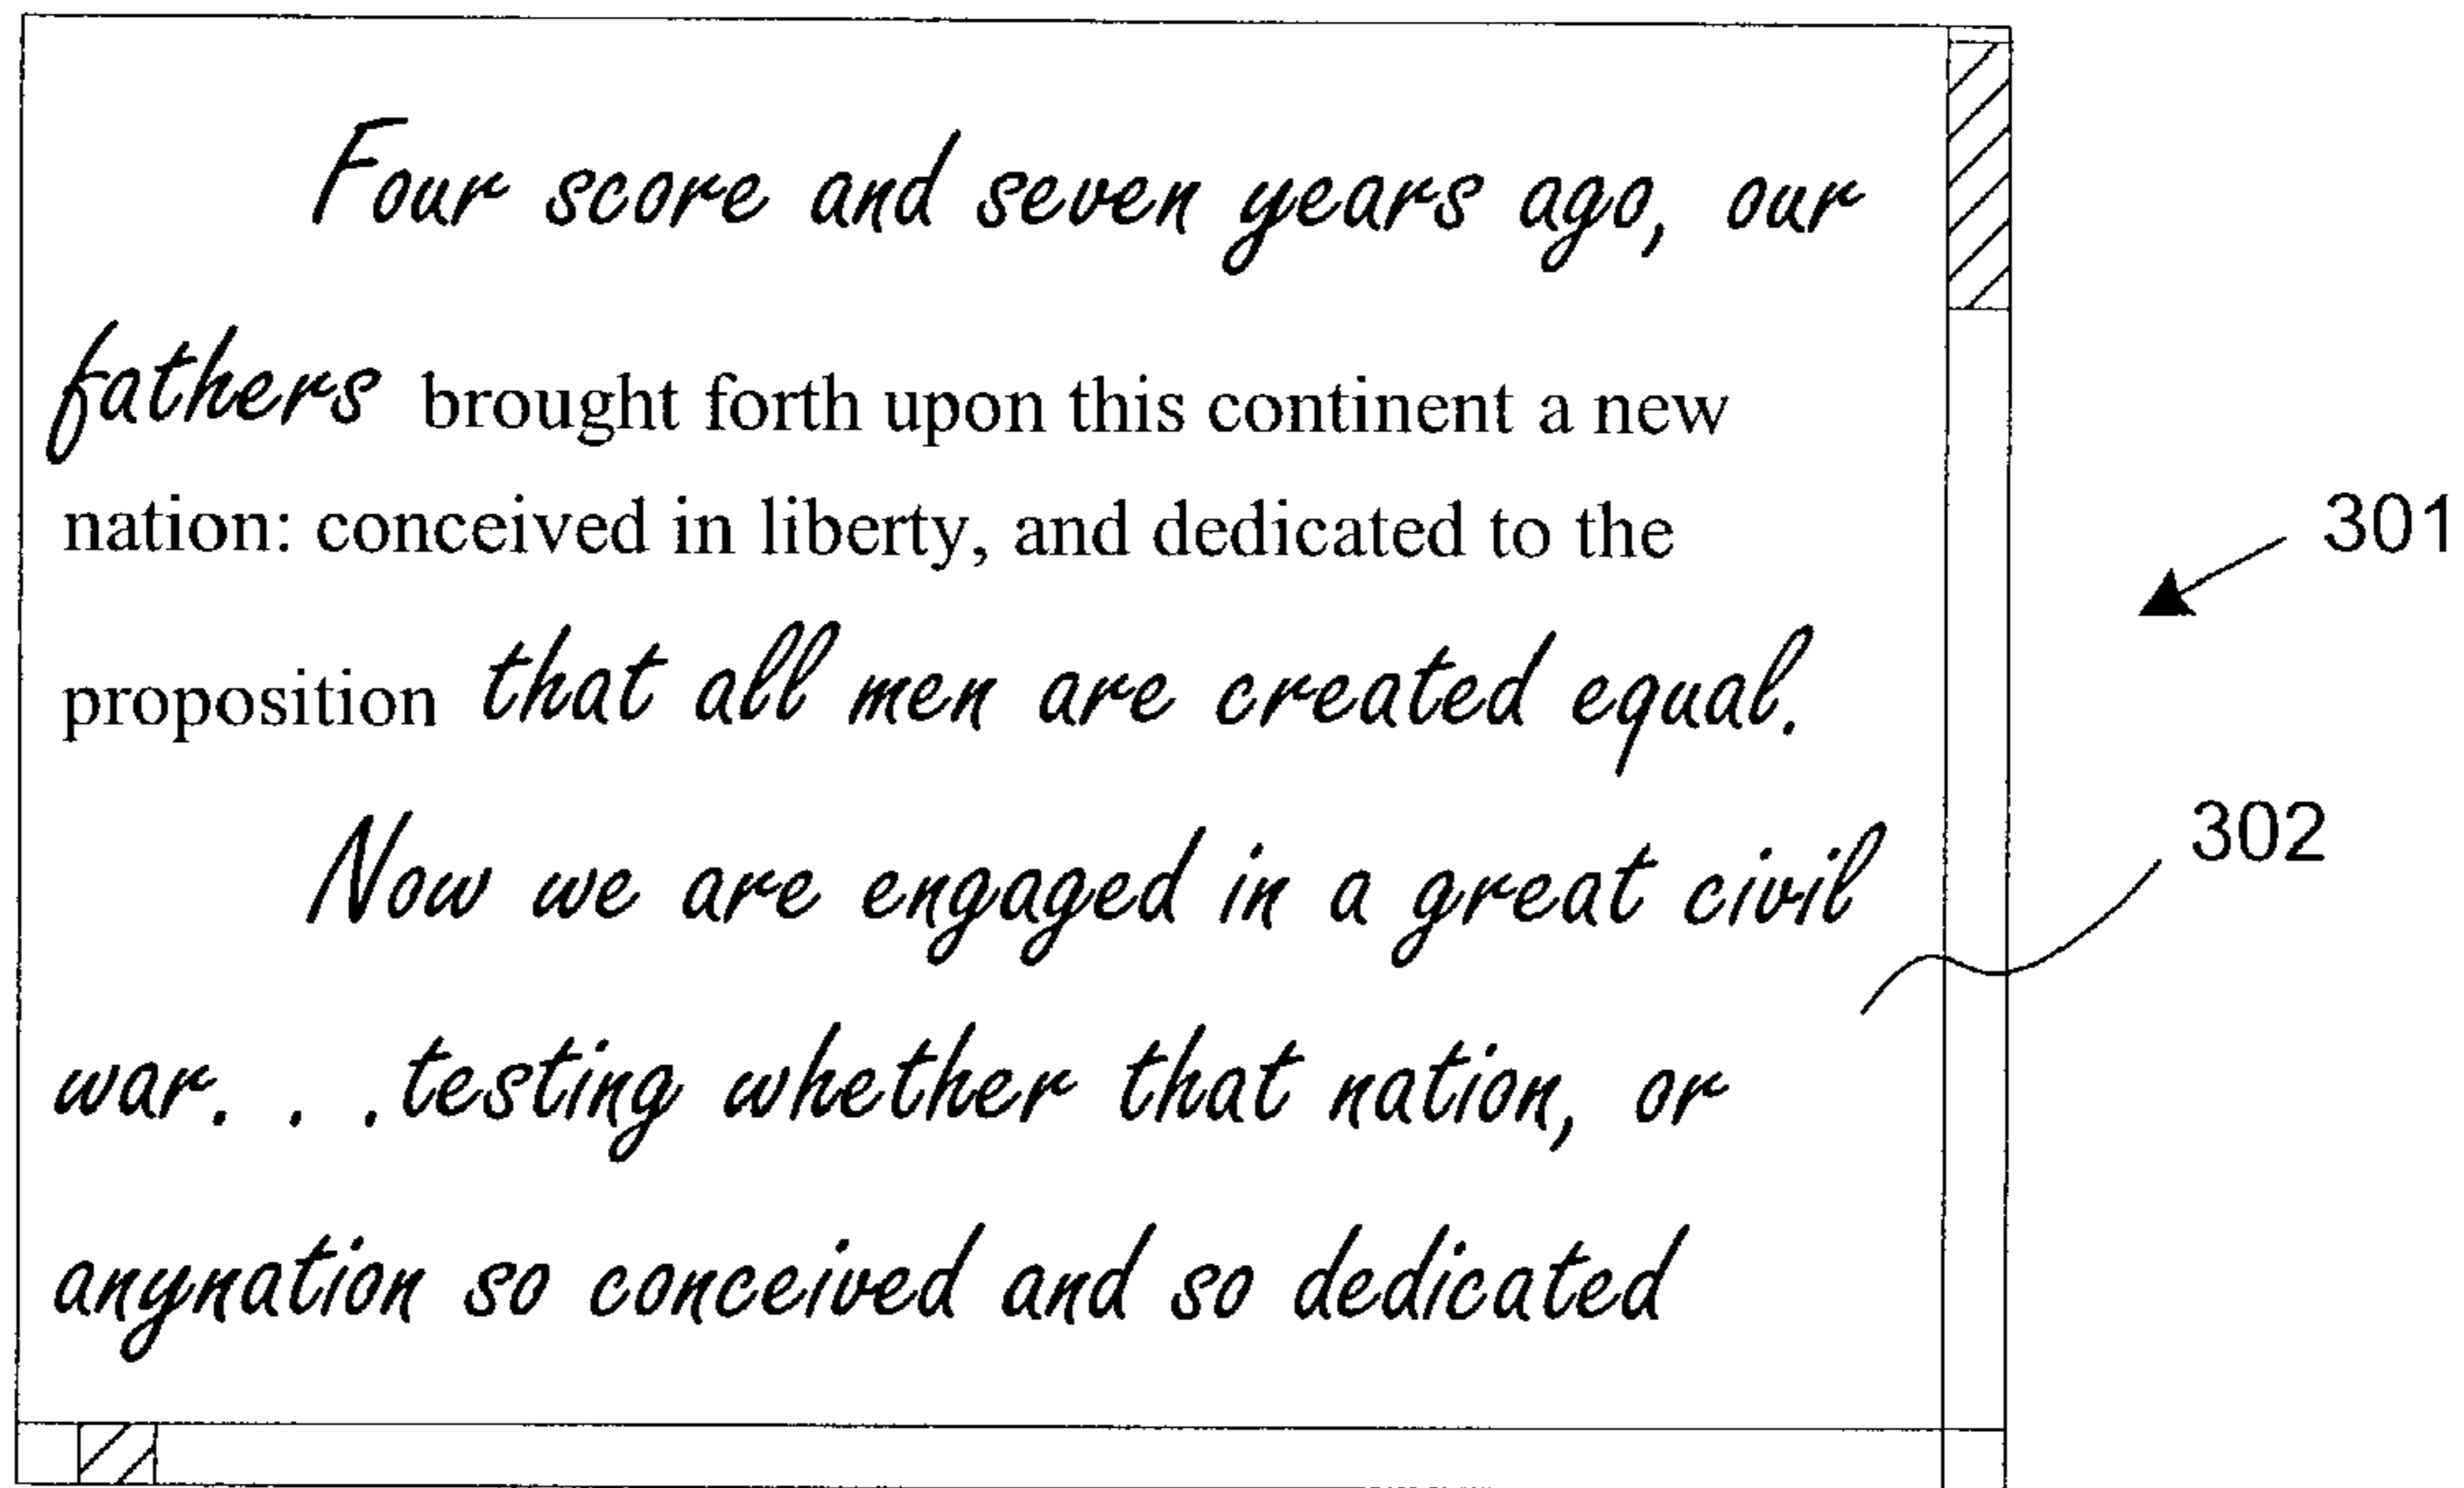 Four score and seven years ago, our
fathers brought forth upon this continent a new
nation: conceived in liberty, and dedicated to the
proposition that all men are created equal.
Now we are engaged in a great civil
war. . .testing whether that nation, or
anynation so conceived and so dedicated
301
302